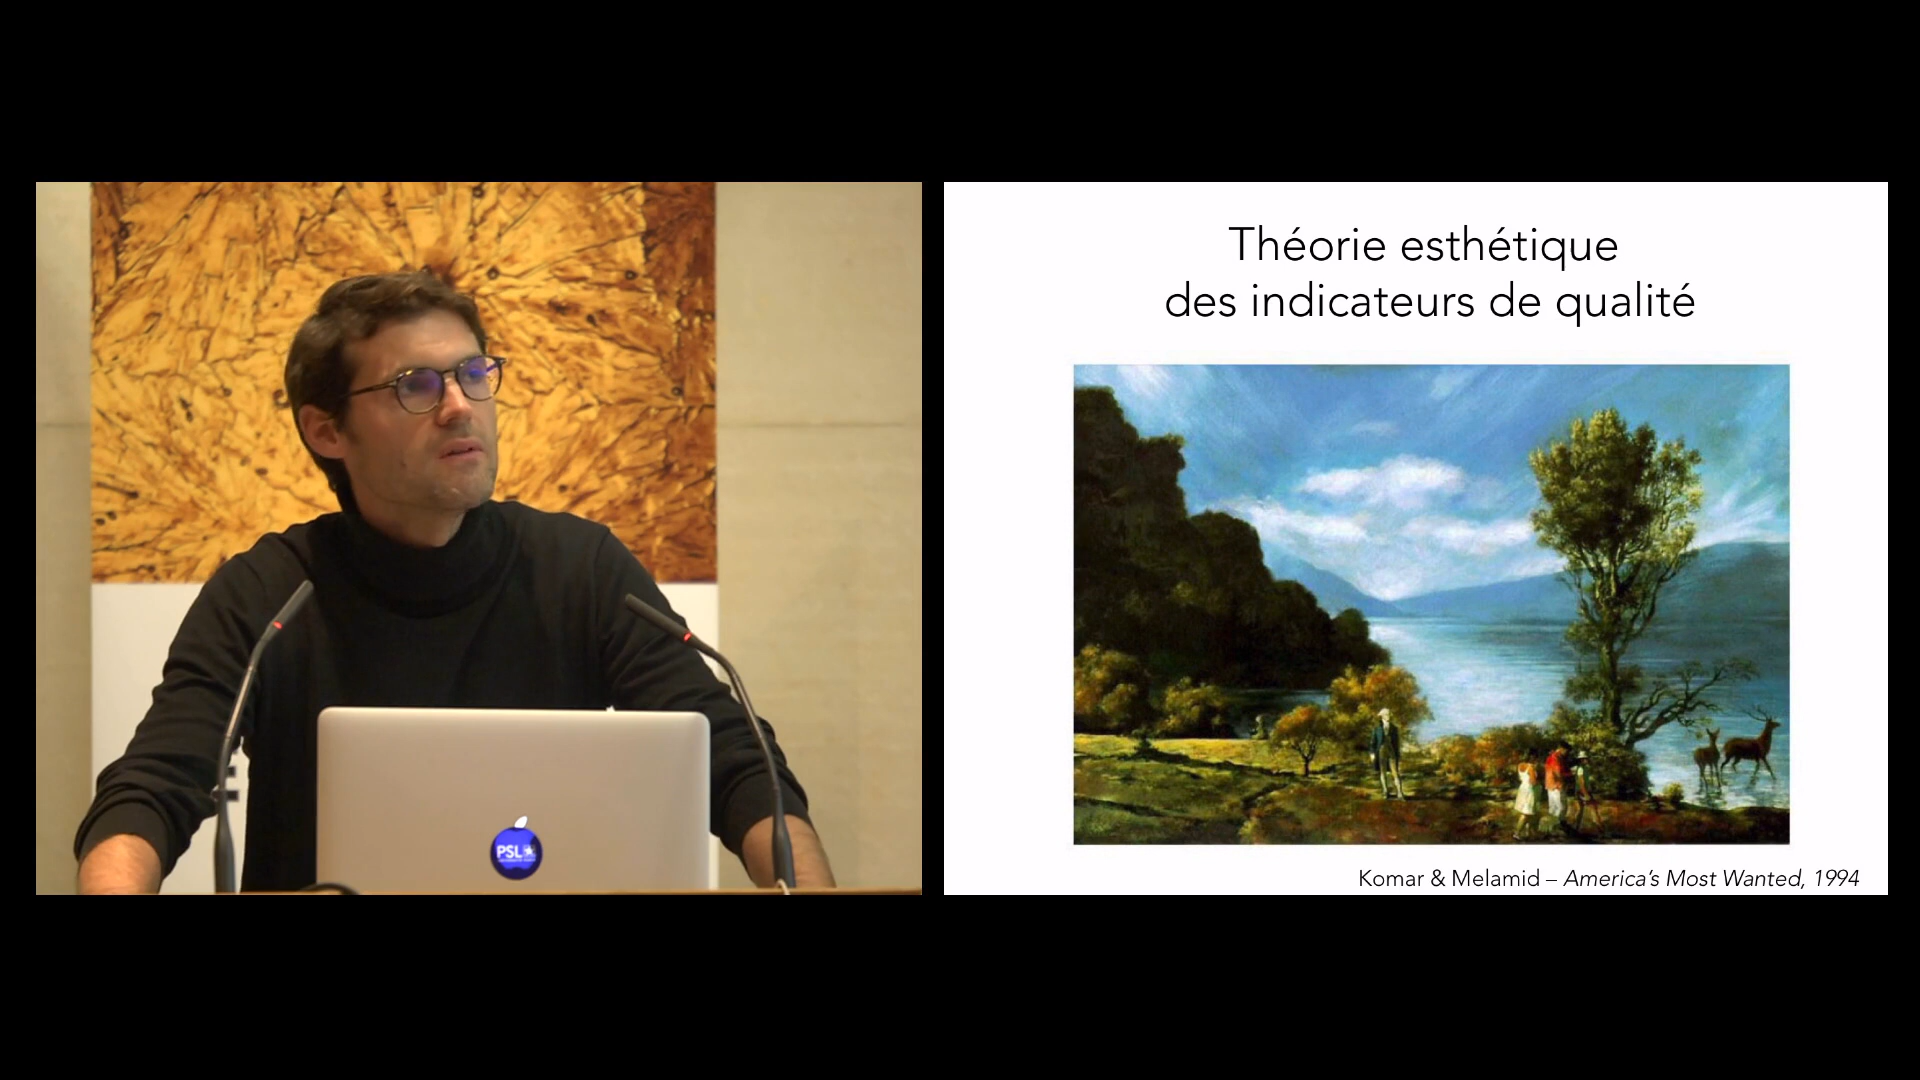 Théorie esthétique
des indicateurs de qualité
Komar & Melamid – America's Most Wanted, 1994
PSL